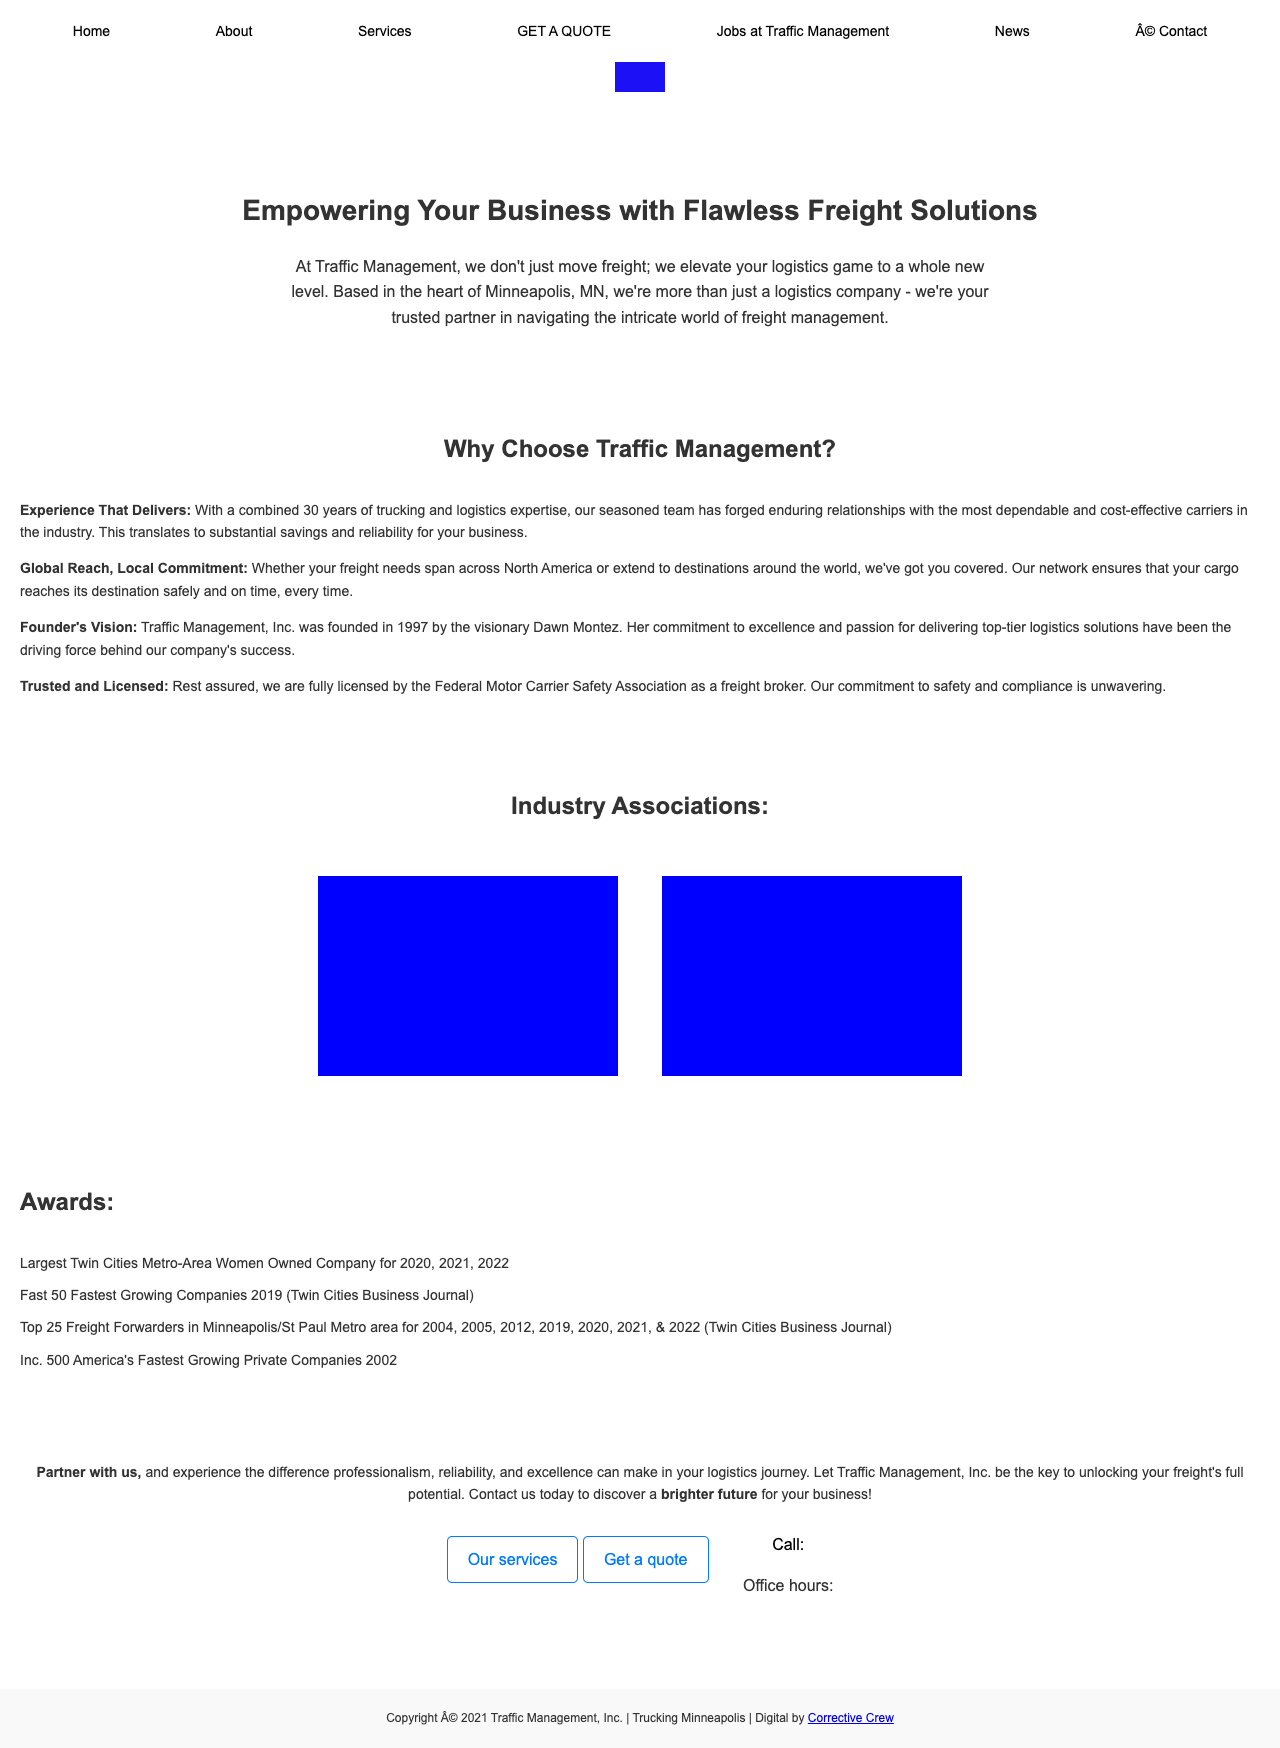 Home About Services GET A QUOTE Jobs at Traffic Management News Â© Contact
Empowering Your Business with Flawless Freight Solutions
At Traffic Management, we don't just move freight; we elevate your logistics game to a whole new
level. Based in the heart of Minneapolis, MN, we're more than just a logistics company - we're your
trusted partner in navigating the intricate world of freight management.
Why Choose Traffic Management?
Experience That Delivers: With a combined 30 years of trucking and logistics expertise, our seasoned team has forged enduring relationships with the most dependable and cost-effective carriers in
the industry. This translates to substantial savings and reliability for your business.
Global Reach, Local Commitment: Whether your freight needs span across North America or extend to destinations around the world, we've got you covered. Our network ensures that your cargo
reaches its destination safely and on time, every time.
Founder's Vision: Traffic Management, Inc. was founded in 1997 by the visionary Dawn Montez. Her commitment to excellence and passion for delivering top-tier logistics solutions have been the
driving force behind our company's success.
Trusted and Licensed: Rest assured, we are fully licensed by the Federal Motor Carrier Safety Association as a freight broker. Our commitment to safety and compliance is unwavering.
Industry Associations:
Awards:
Largest Twin Cities Metro-Area Women Owned Company for 2020, 2021, 2022
Fast 50 Fastest Growing Companies 2019 (Twin Cities Business Journal)
Top 25 Freight Forwarders in Minneapolis/St Paul Metro area for 2004, 2005, 2012, 2019, 2020, 2021, & 2022 (Twin Cities Business Journal)
Inc. 500 America's Fastest Growing Private Companies 2002
Partner with us, and experience the difference professionalism, reliability, and excellence can make in your logistics journey. Let Traffic Management, Inc. be the key to unlocking your freight's full
potential. Contact us today to discover a brighter future for your business!
Our services Get a quote
Call:
Office hours:
Copyright Â© 2021 Traffic Management, Inc. | Trucking Minneapolis | Digital by Corrective Crew